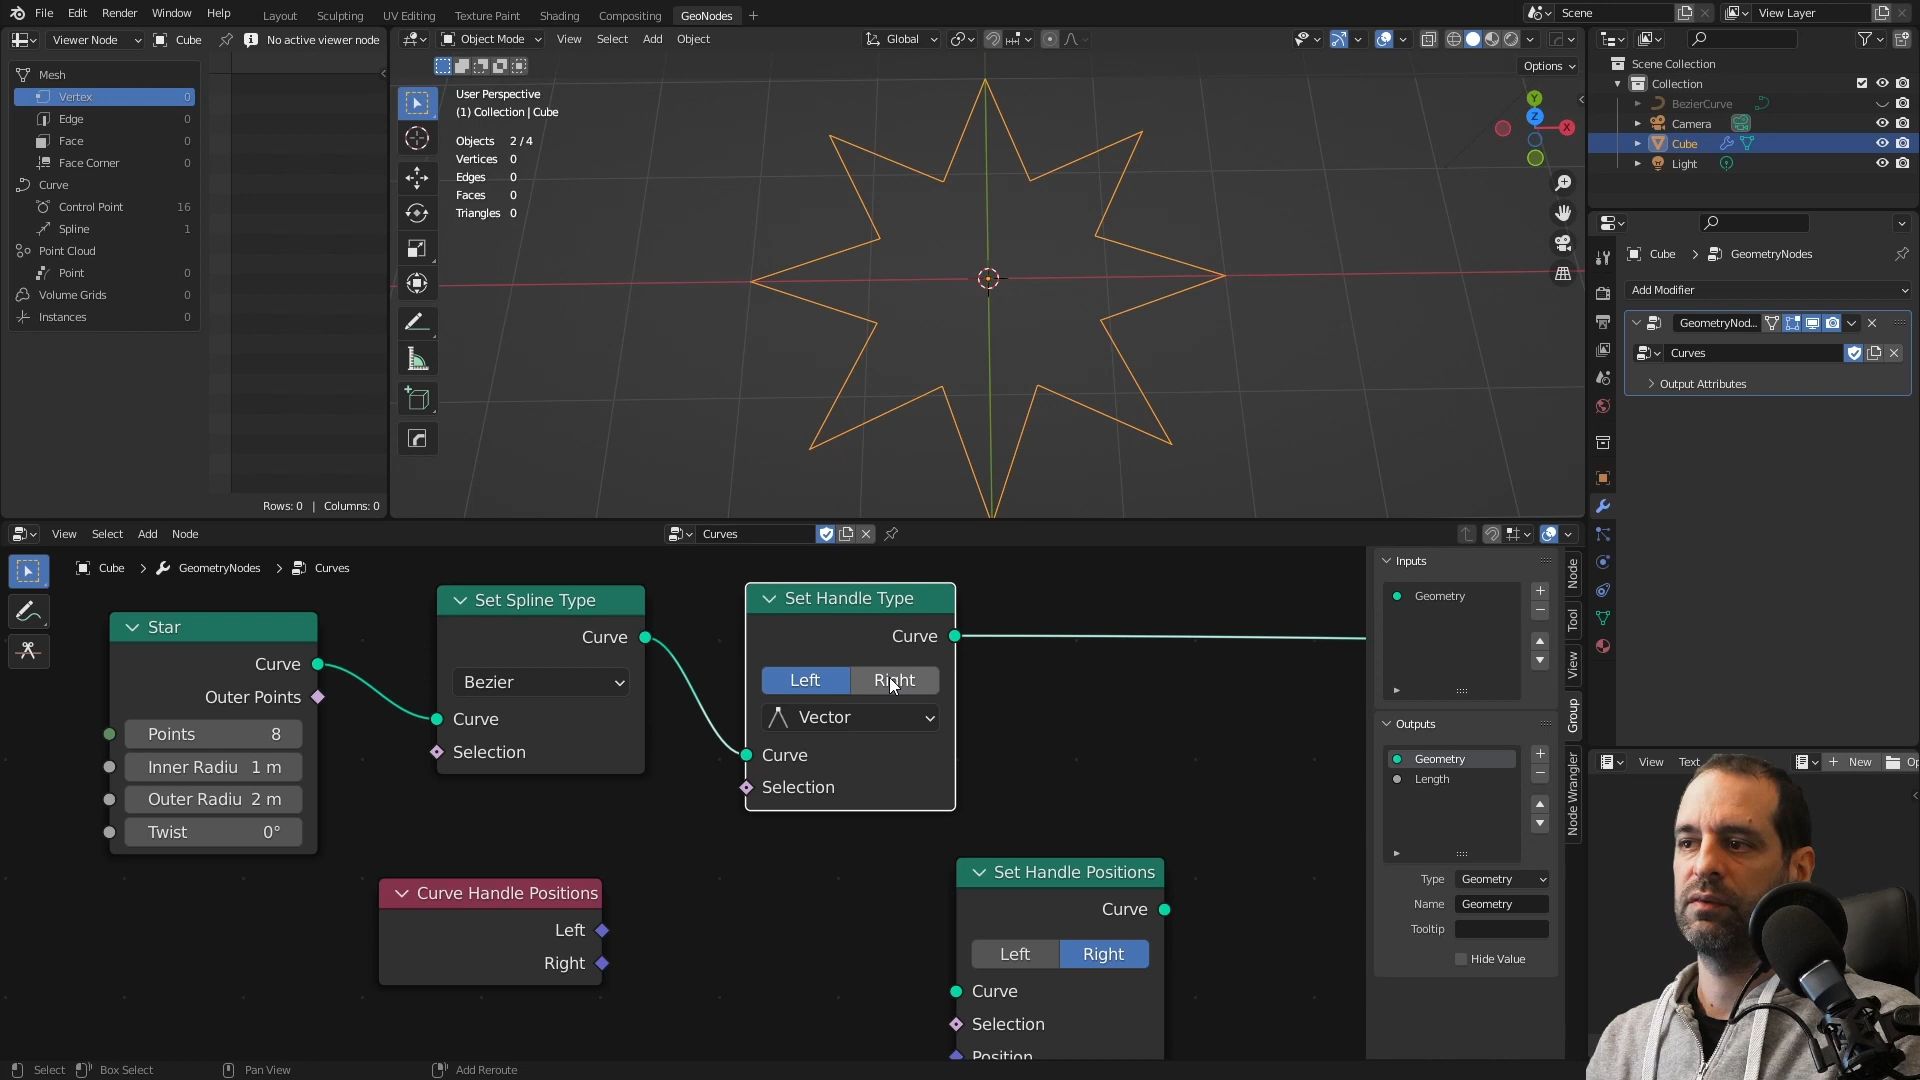 File Edit Render Window Help
Layout Sculpting UV Editing Texture Paint Shading Compositing GeoNodes +
Scene
View Layer
Viewer Node
Cube
No active viewer node
Object Mode View Select Add Object
Global
Options
Mesh
Vertex 0
Edge 0
Face 0
Face Corner 0
Curve
Control Point 16
Spline 1
Point Cloud
Point 0
Volume Grids 0
Instances 0
Rows: 0 | Columns: 0
User Perspective
(1) Collection | Cube
Objects 2 / 4
Vertices 0
Edges 0
Faces 0
Triangles 0
Y
Z
X
Scene Collection
Collection
BezierCurve
Camera
Cube
Light
Cube > GeometryNodes
Add Modifier
GeometryNod...
Curves
Output Attributes
View Select Add Node
Curves
Cube > GeometryNodes > Curves
Star
Curve
Outer Points
Points 8
Inner Radiu 1 m
Outer Radiu 2 m
Twist 0°
Set Spline Type
Curve
Bezier
Curve
Selection
Set Handle Type
Curve
Left Right
Vector
Curve
Selection
Curve Handle Positions
Left
Right
Set Handle Positions
Curve
Left Right
Curve
Selection
Position
Inputs
Geometry
Outputs
Geometry
Length
Type Geometry
Name Geometry
Tooltip
Hide Value
Node
Tool
View
Group
Node Wrangler
View Text
New
Op
Select
Box Select
Pan View
Add Reroute